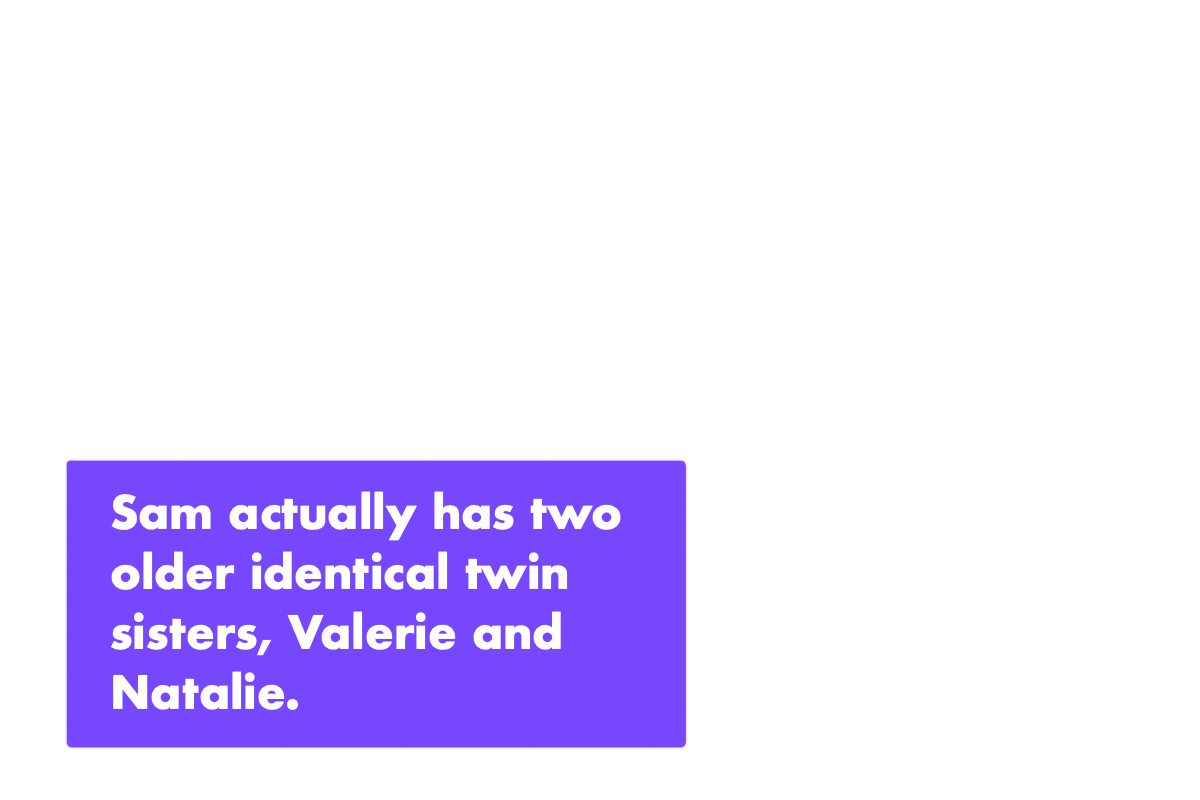 Sam actually has two
older identical twin
sisters, Valerie and
Natalie.